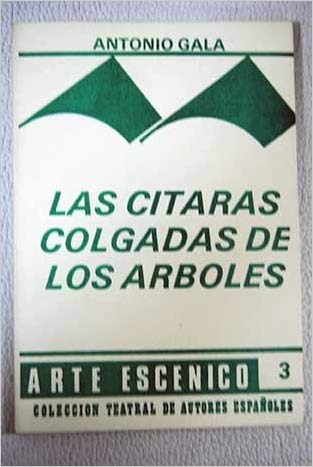 ANTONIO GALA
LAS CITARAS
COLGADAS DE
LOS ARBOLES
ARTE ESCENICO 3
COLECCION TEATRAL DE AUTORES ESPAÑOLES